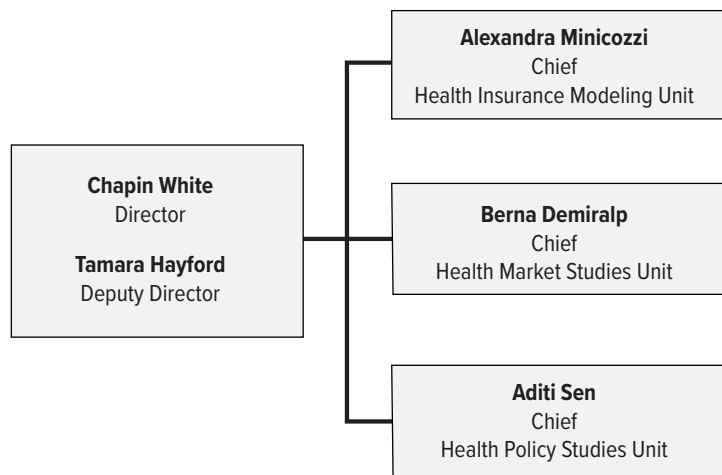 Chapin White
Director
Tamara Hayford
Deputy Director
Alexandra Minicozzi
Chief
Health Insurance Modeling Unit
Berna Demiralp
Chief
Health Market Studies Unit
Aditi Sen
Chief
Health Policy Studies Unit